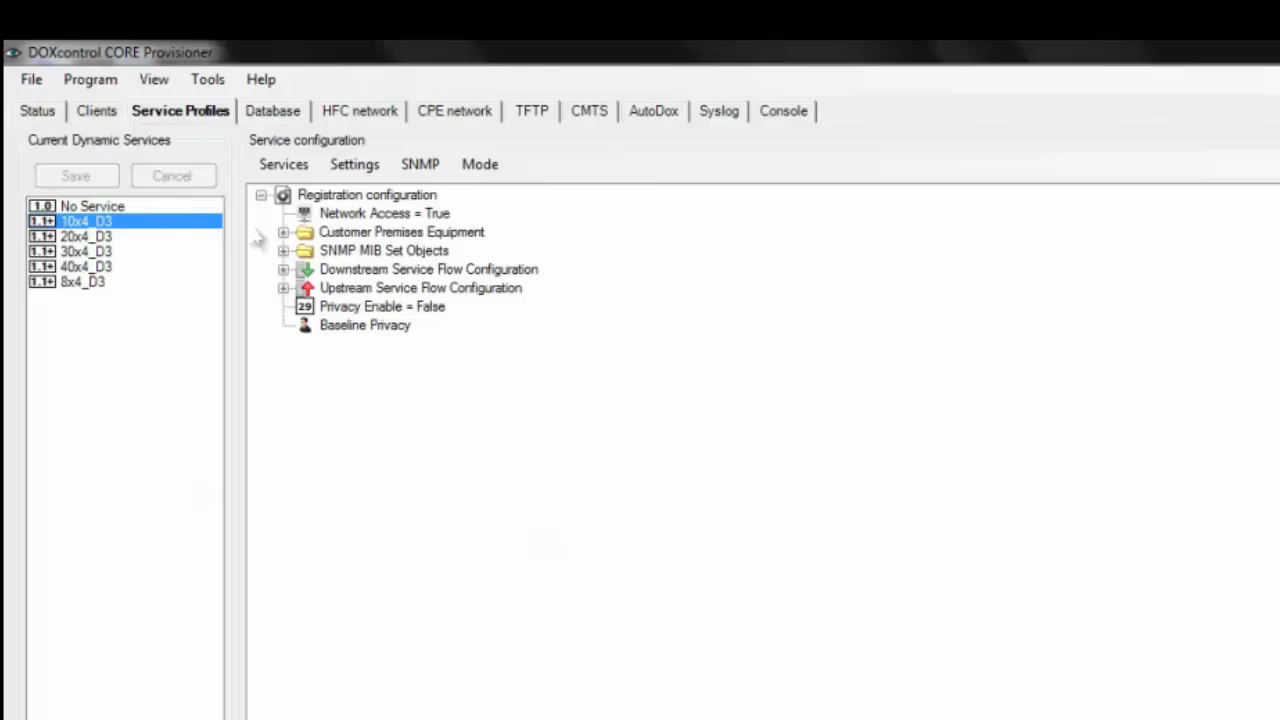 DOXcontrol CORE Provisioner
File Program View Tools Help
Status Clients Service Profiles Database HFC network CPE network TFTP CMTS AutoDox Syslog Console
Current Dynamic Services
Save Cancel
1.0 No Service
1.1+ 10x4_D3
1.1+ 20x4_D3
1.1+ 30x4_D3
1.1+ 40x4_D3
1.1+ 8x4_D3
Service configuration
Services Settings SNMP Mode
Registration configuration
Network Access = True
Customer Premises Equipment
SNMP MIB Set Objects
Downstream Service Flow Configuration
Upstream Service Flow Configuration
29 Privacy Enable = False
Baseline Privacy